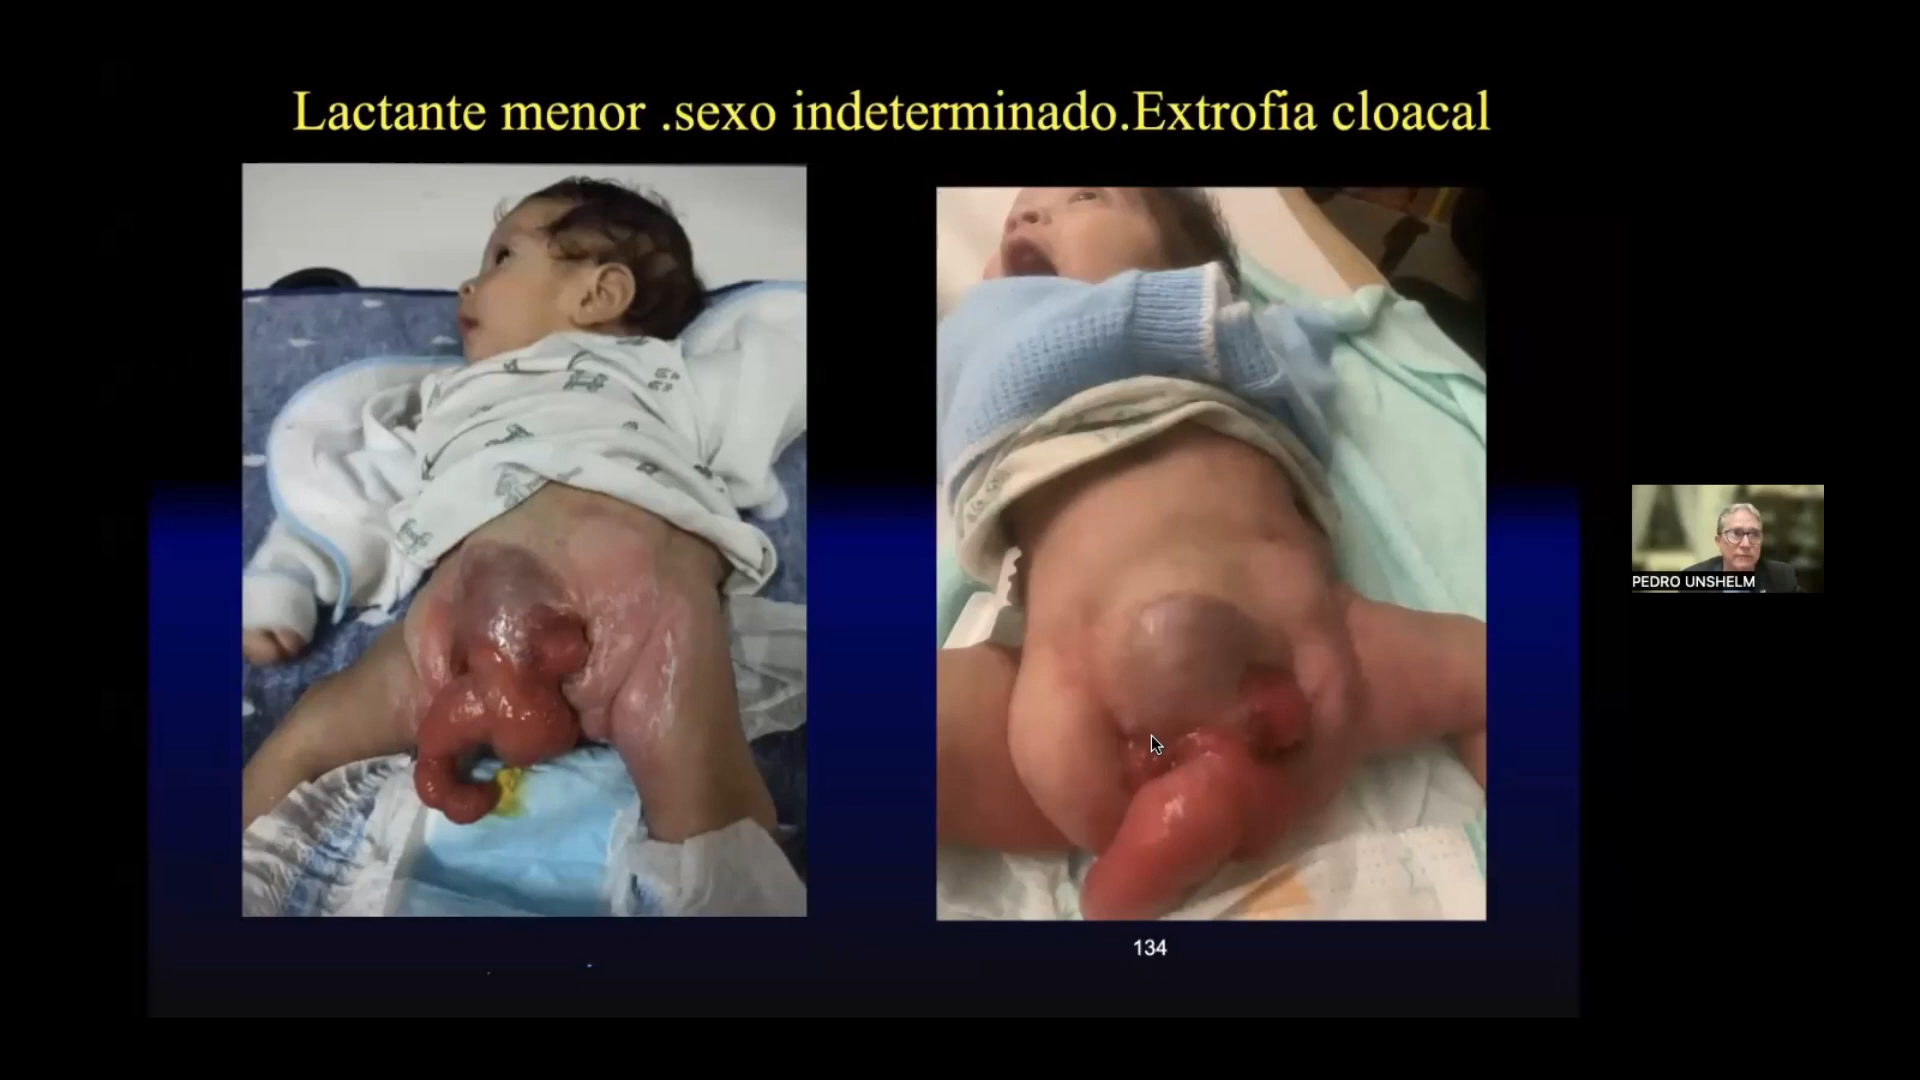 Lactante menor .sexo indeterminado.Extrofia cloacal
PEDRO UNSHELM
134